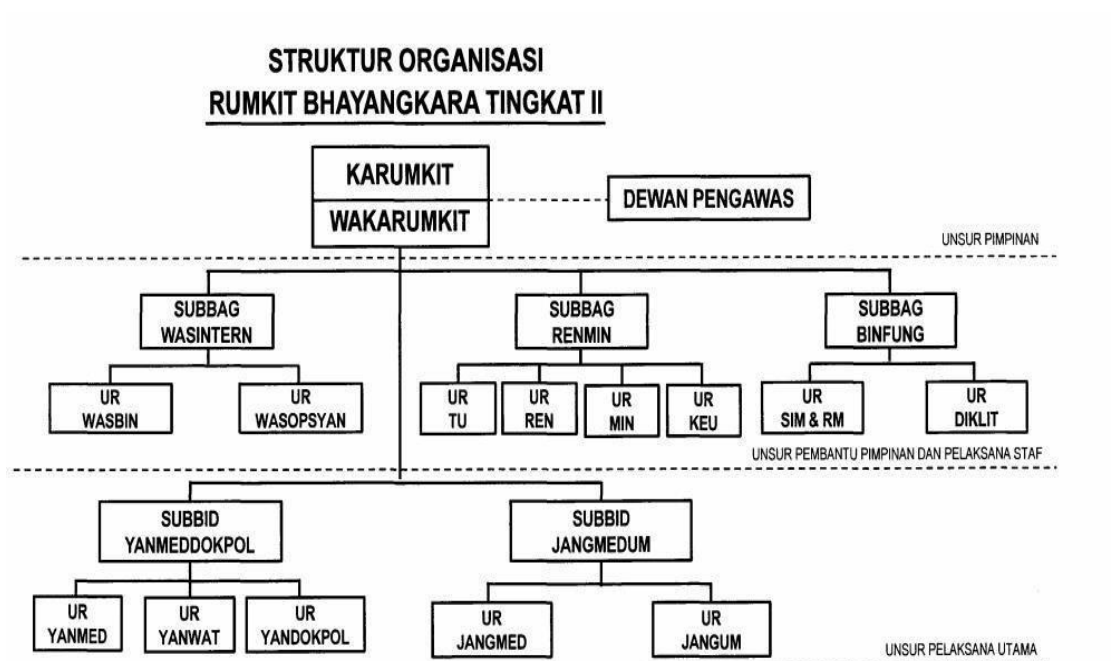 STRUKTUR ORGANISASI
RUMKIT BHAYANGKARA TINGKAT II
KARUMKIT
WAKARUMKIT
DEWAN PENGAWAS
UNSUR PIMPINAN
SUBBAG
WASINTERN
SUBBAG
RENMIN
SUBBAG
BINFUNG
UR
WASBIN
UR
WASOPSYAN
UR
TU
UR
REN
UR
MIN
UR
KEU
UR
SIM & RM
UR
DIKLIT
UNSUR PEMBANTU PIMPINAN DAN PELAKSANA STAF
SUBBID
YANMEDDOKPOL
SUBBID
JANGMEDUM
UR
YANMED
UR
YANWAT
UR
YANDOKPOL
UR
JANGMED
UR
JANGUM
UNSUR PELAKSANA UTAMA